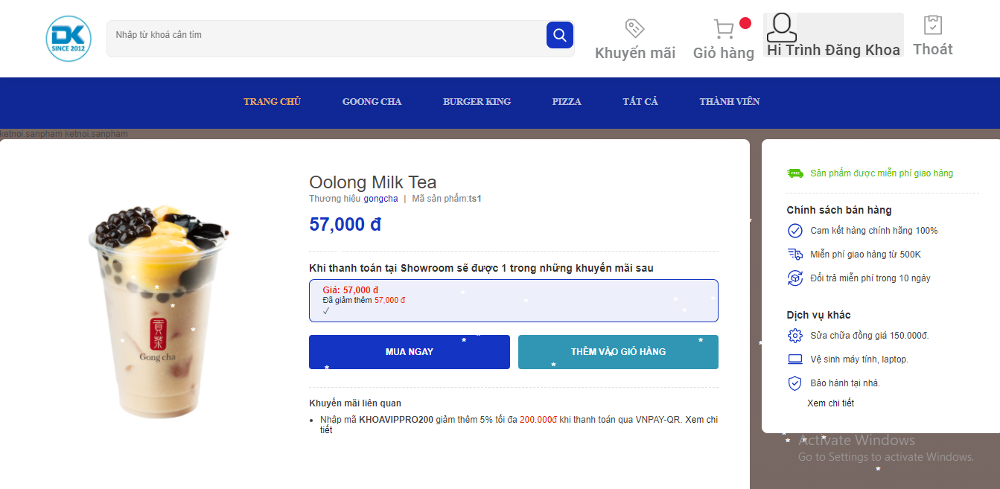 DK
SINCE 2012
Nhập từ khoá cần tìm
Khuyến mãi
Giỏ hàng
Hi Trình Đăng Khoa
Thoát
TRANG CHỦ
GOONG CHA
BURGER KING
PIZZA
TẤT CẢ
THÀNH VIÊN
ketnoi.sanpham ketnoi.sanpham
Oolong Milk Tea
Thương hiệu gongcha | Mã sản phẩm:ts1
57,000 đ
Khi thanh toán tại Showroom sẽ được 1 trong những khuyến mãi sau
Giá: 57,000 đ
Đã giảm thêm 57,000 đ
✓
MUA NGAY
THÊM VÀO GIỎ HÀNG
Khuyến mãi liên quan
• Nhập mã KHOAVIPPRO200 giảm thêm 5% tối đa 200.000đ khi thanh toán qua VNPAY-QR. Xem chi
tiết
貢茶
Gong cha
FREE
Sản phẩm được miễn phí giao hàng
Chính sách bán hàng
Cam kết hàng chính hãng 100%
Miễn phí giao hàng từ 500K
Đổi trả miễn phí trong 10 ngày
Dịch vụ khác
Sửa chữa đồng giá 150.000đ.
Vệ sinh máy tính, laptop.
Bảo hành tại nhà.
Xem chi tiết
Activate Windows
Go to Settings to activate Windows.